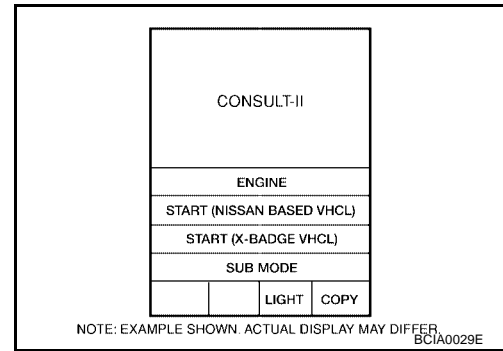 CONSULT-II
ENGINE
START (NISSAN BASED VHCL)
START (X-BADGE VHCL)
SUB MODE
LIGHT COPY
NOTE: EXAMPLE SHOWN. ACTUAL DISPLAY MAY DIFFER.
BCIA0029E